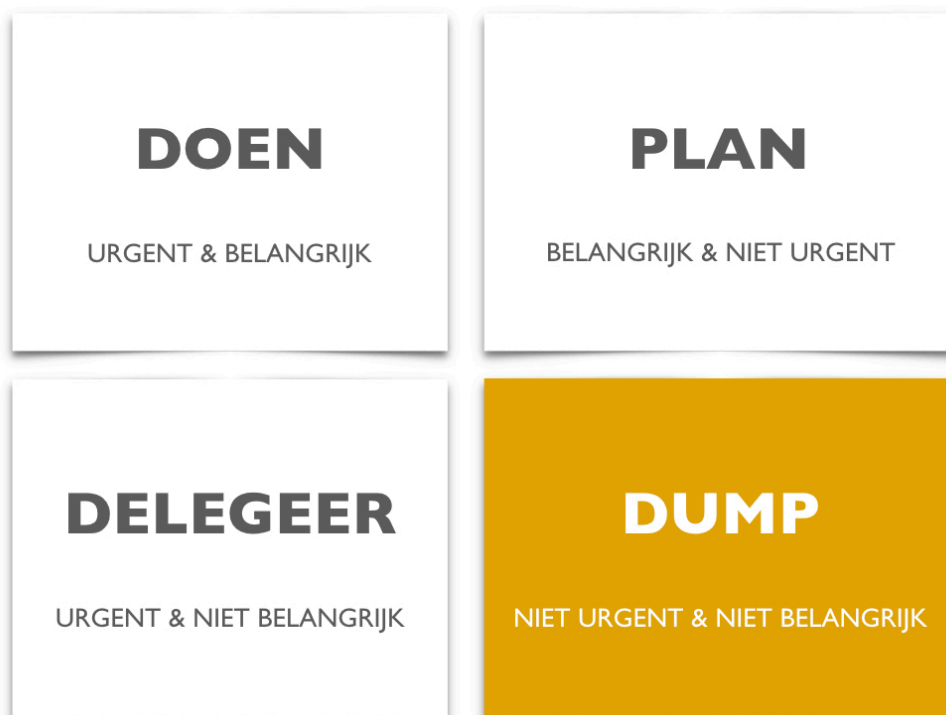 DOEN
URGENT & BELANGRIJK
PLAN
BELANGRIJK & NIET URGENT
DELEGEER
URGENT & NIET BELANGRIJK
DUMP
NIET URGENT & NIET BELANGRIJK